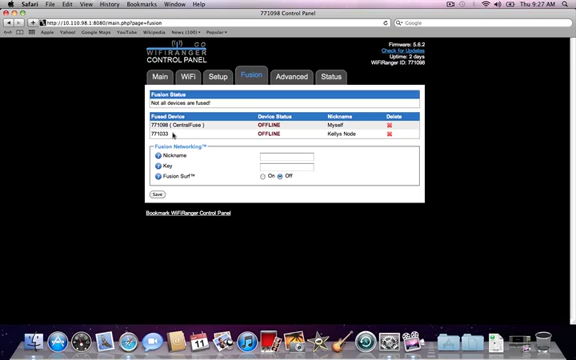 Safari File Edit View History Bookmarks Window Help Thu 9:27 AM
771098 Control Panel
http://10.110.98.1:8080/main.php?page=fusion
Google
Apple Yahoo! Google Maps YouTube Wikipedia News (100) Popular
WIFIRANGER
CONTROL PANEL
Firmware: 5.6.2
Check for Updates
Uptime: 2 days
WiFiRanger ID: 771098
Main WiFi Setup Fusion Advanced Status
Fusion Status
Not all devices are fused!
Fused Device Device Status Nickname Delete
771098 ( CentralFuse ) OFFLINE Myself
771033 OFFLINE Kellys Node
Fusion Networking™
Nickname
Key
Fusion Surf™ On Off
Save
Bookmark WiFiRanger Control Panel